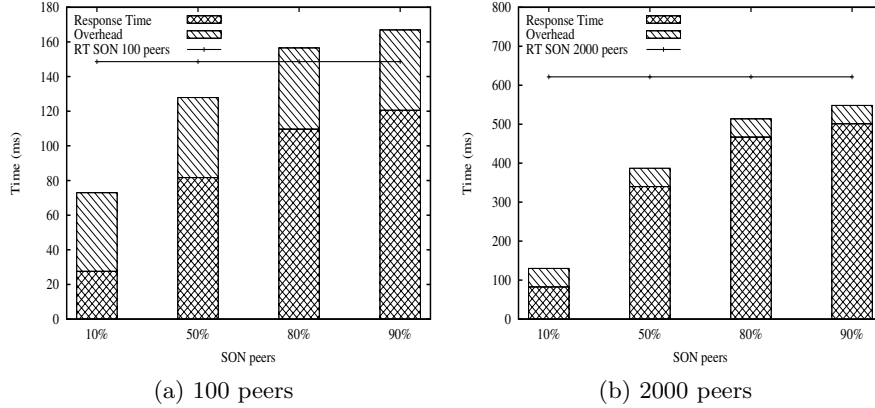 180
160
140
120
100
80
60
40
20
0
Time (ms)
Response Time
Overhead
RT SON 100 peers
10% 50% 80% 90%
SON peers
(a) 100 peers
800
700
600
500
400
300
200
100
0
Time (ms)
Response Time
Overhead
RT SON 2000 peers
10% 50% 80% 90%
SON peers
(b) 2000 peers